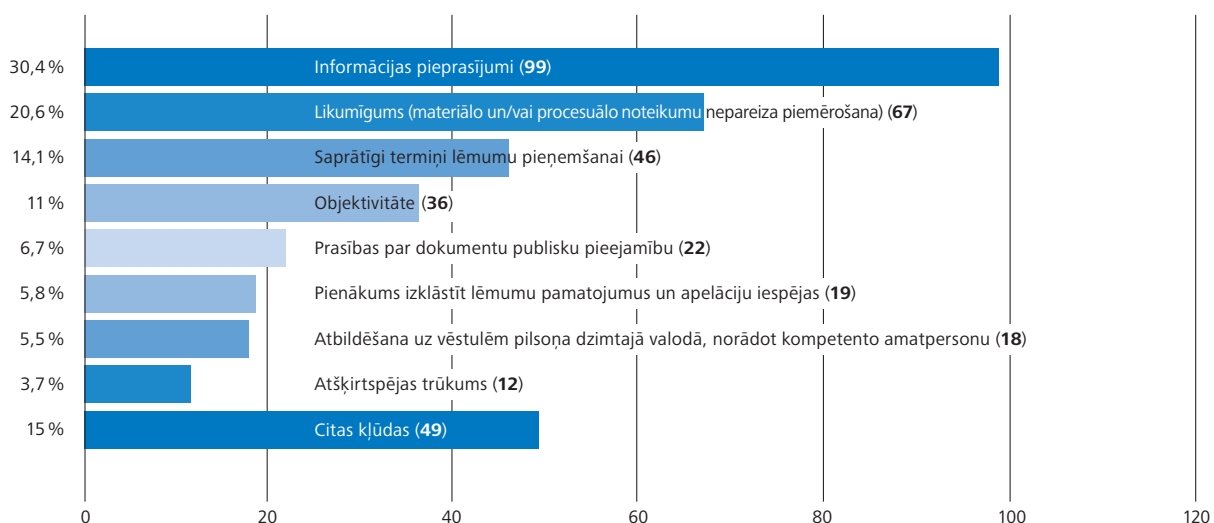 30,4 % Informācijas pieprasījumi (99)
20,6 % Likumīgums (materiālo un/vai procesuālo noteikumu nepareiza piemērošana) (67)
14,1 % Saprātīgi termiņi lēmumu pieņemšanai (46)
11 % Objektivitāte (36)
6,7 % Prasības par dokumentu publisku pieejamību (22)
5,8 % Pienākums izklāstīt lēmumu pamatojumus un apelāciju iespējas (19)
5,5 % Atbildēšana uz vēstulēm pilsoņa dzimtajā valodā, norādot kompetento amatpersonu (18)
3,7 % Atšķirtspējas trūkums (12)
15 % Citas kļūdas (49)
0 20 40 60 80 100 120